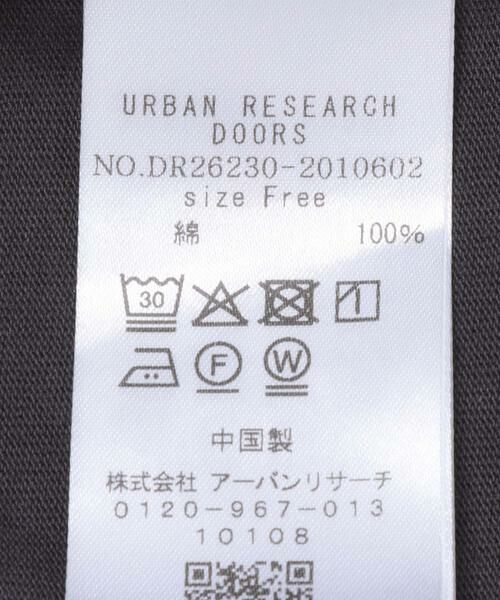 URBAN RESEARCH
DOORS
NO.DR26230-2010602
size Free
綿 100%
30
F W
中国製
株式会社 アーバンリサーチ
0120-967-013
10108